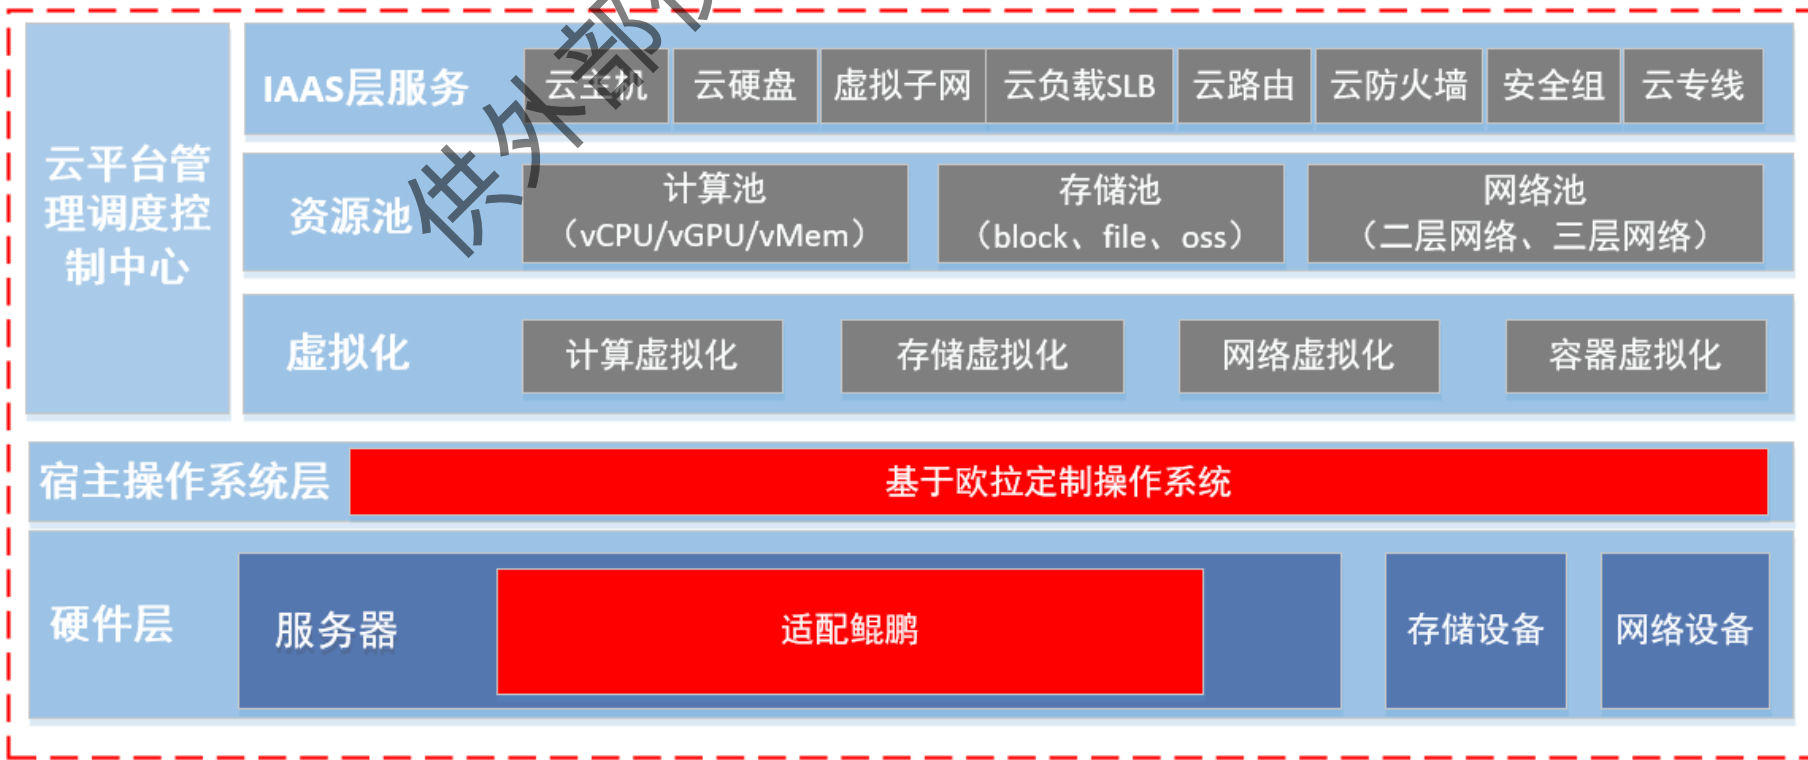 云平台管
理调度控
制中心
IAAS层服务
云主机
云硬盘
虚拟子网
云负载SLB
云路由
云防火墙
安全组
云专线
资源池
计算池
（vCPU/vGPU/vMem）
存储池
（block、file、oss）
网络池
（二层网络、三层网络）
虚拟化
计算虚拟化
存储虚拟化
网络虚拟化
容器虚拟化
宿主操作系统层
基于欧拉定制操作系统
硬件层
服务器
适配鲲鹏
存储设备
网络设备
供外部